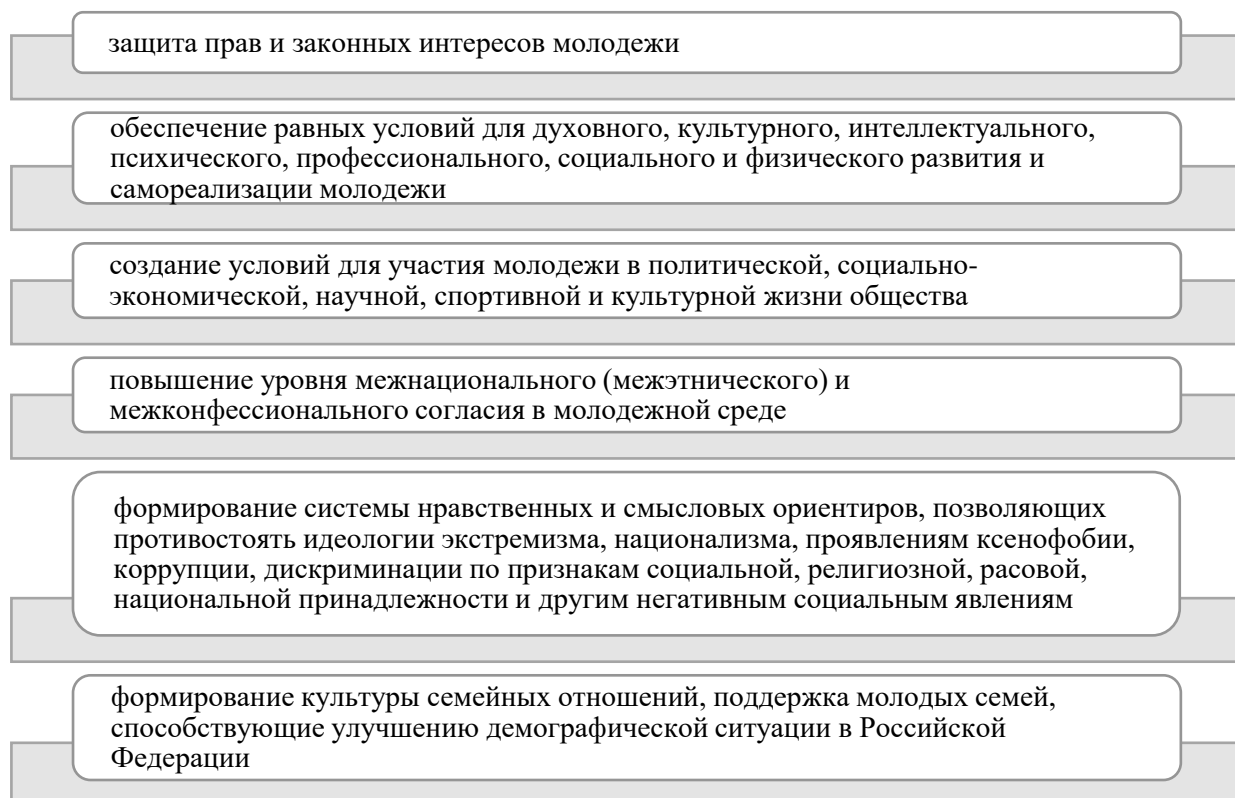 защита прав и законных интересов молодежи
обеспечение равных условий для духовного, культурного, интеллектуального,
психического, профессионального, социального и физического развития и
самореализации молодежи
создание условий для участия молодежи в политической, социально-
экономической, научной, спортивной и культурной жизни общества
повышение уровня межнационального (межэтнического) и
межконфессионального согласия в молодежной среде
формирование системы нравственных и смысловых ориентиров, позволяющих
противостоять идеологии экстремизма, национализма, проявлениям ксенофобии,
коррупции, дискриминации по признакам социальной, религиозной, расовой,
национальной принадлежности и другим негативным социальным явлениям
формирование культуры семейных отношений, поддержка молодых семей,
способствующие улучшению демографической ситуации в Российской
Федерации